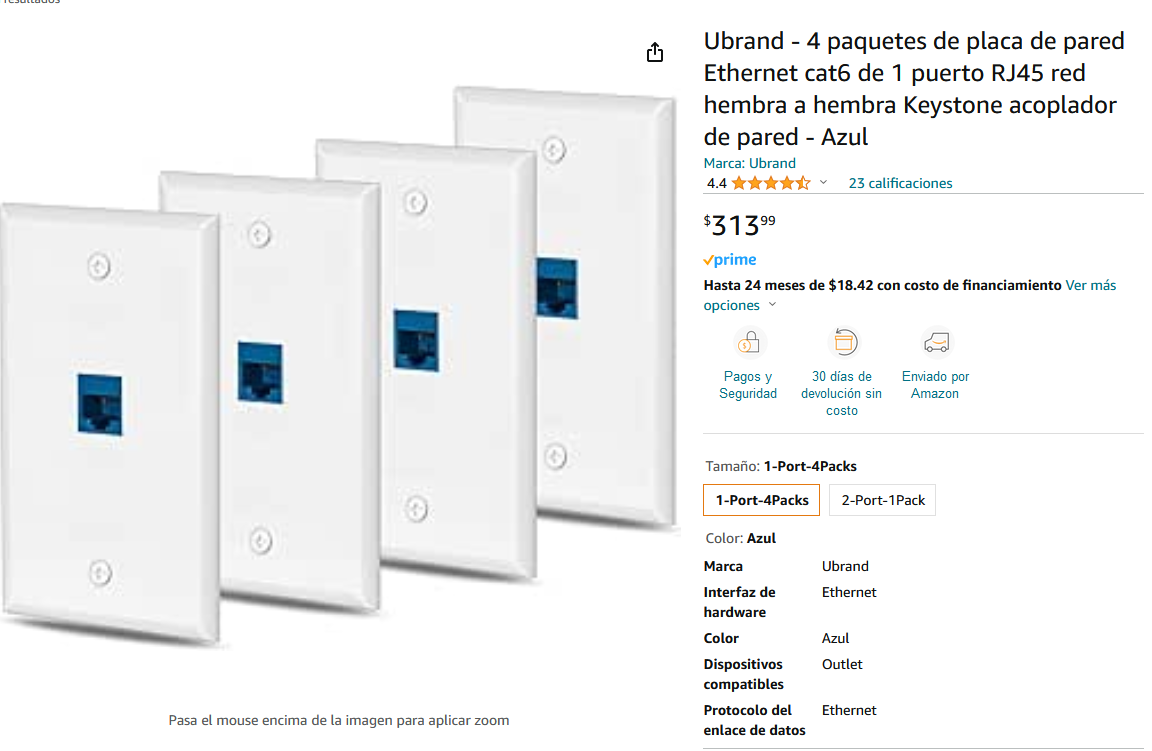 resultados
Ubrand - 4 paquetes de placa de pared
Ethernet cat6 de 1 puerto RJ45 red
hembra a hembra Keystone acoplador
de pared - Azul
Marca: Ubrand
4.4 23 calificaciones
$31399
prime
Hasta 24 meses de $18.42 con costo de financiamiento Ver más
opciones
Pagos y
Seguridad
30 días de
devolución sin
costo
Enviado por
Amazon
Tamaño: 1-Port-4Packs
1-Port-4Packs 2-Port-1Pack
Color: Azul
Marca Ubrand
Interfaz de Ethernet
hardware
Color Azul
Dispositivos Outlet
compatibles
Protocolo del Ethernet
enlace de datos
Pasa el mouse encima de la imagen para aplicar zoom